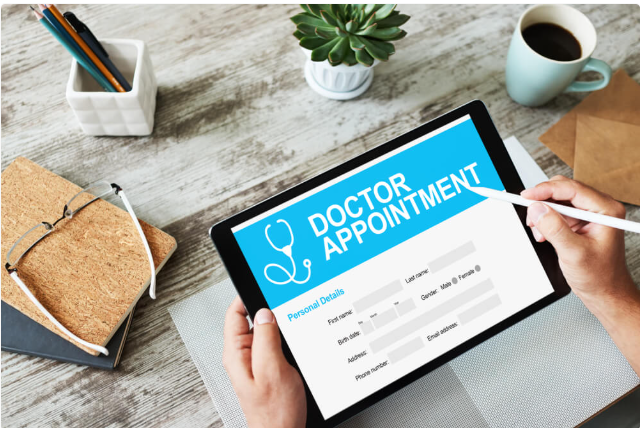 DOCTOR
APPOINTMENT
Personal Details
First name:
Last name:
Birth date:
Gender: Male Female
Address:
Email address:
Phone number: